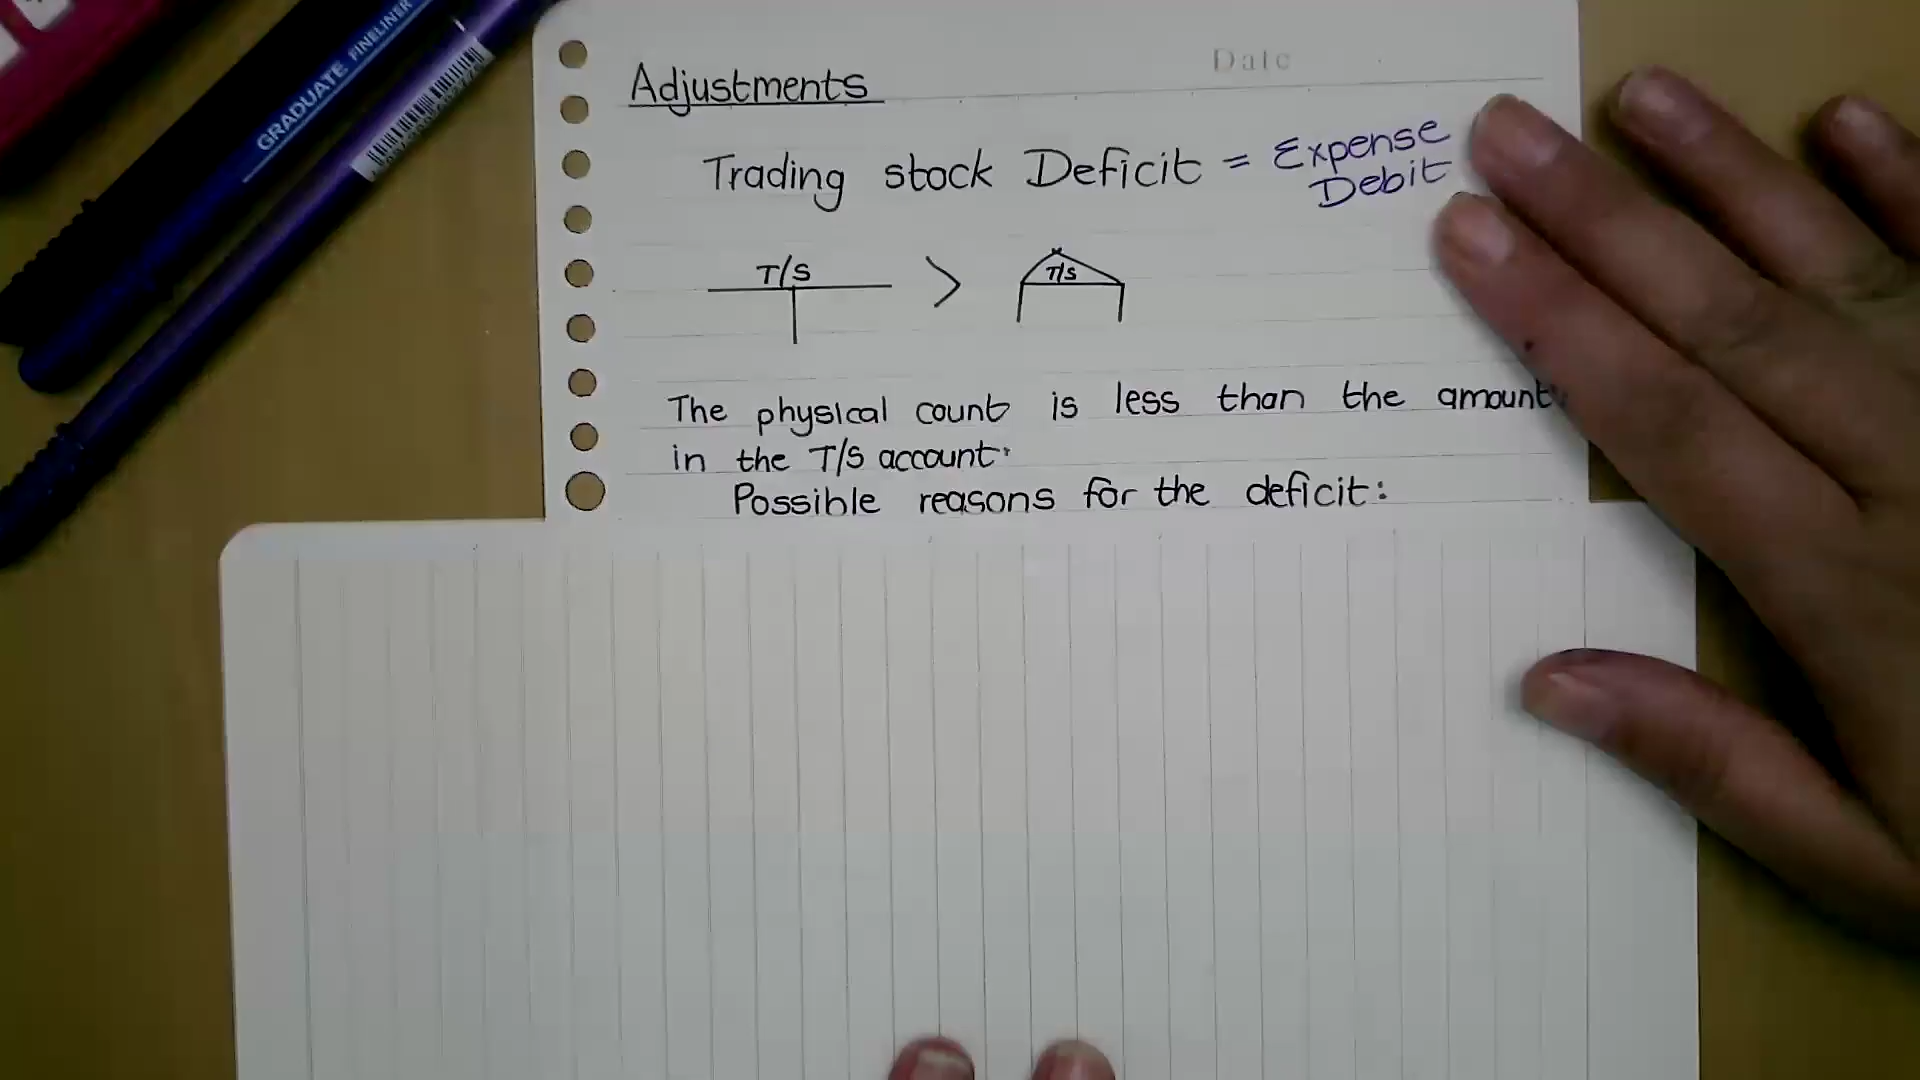 GRADUATE FINELINER
Date
Adjustments
Trading stock Deficit = Expense
Debit
T/S > T/S
The physical count is less than the amount
in the T/S account.
Possible reasons for the deficit: